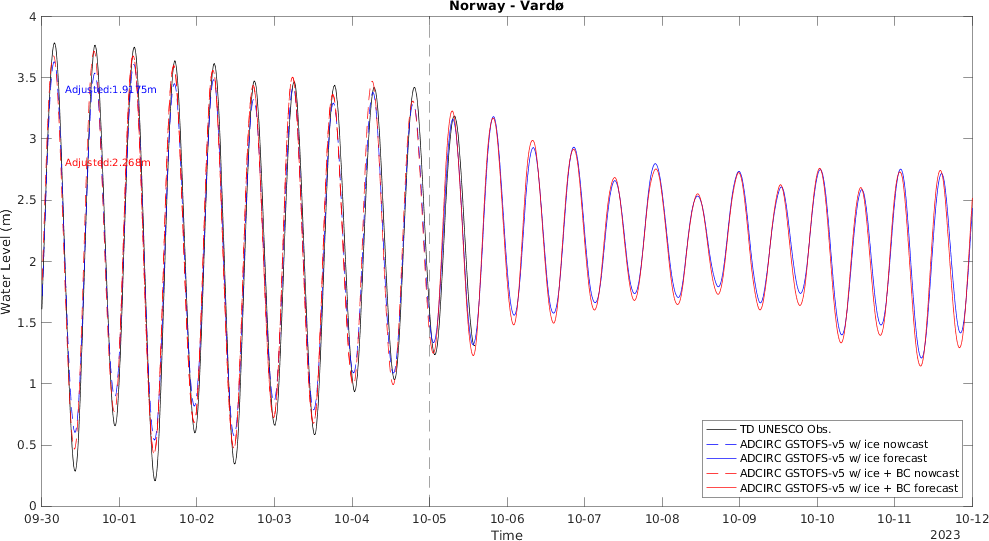 Norway - Vardø
4
3.5
3
2.5
2
1.5
1
0.5
0
Water Level (m)
Adjusted:1.9175m
Adjusted:2.268m
TD UNESCO Obs.
ADCIRC GSTOFS-v5 w/ ice nowcast
ADCIRC GSTOFS-v5 w/ ice forecast
ADCIRC GSTOFS-v5 w/ ice + BC nowcast
ADCIRC GSTOFS-v5 w/ ice + BC forecast
09-30 10-01 10-02 10-03 10-04 10-05 10-06 10-07 10-08 10-09 10-10 10-11 10-12
Time
2023